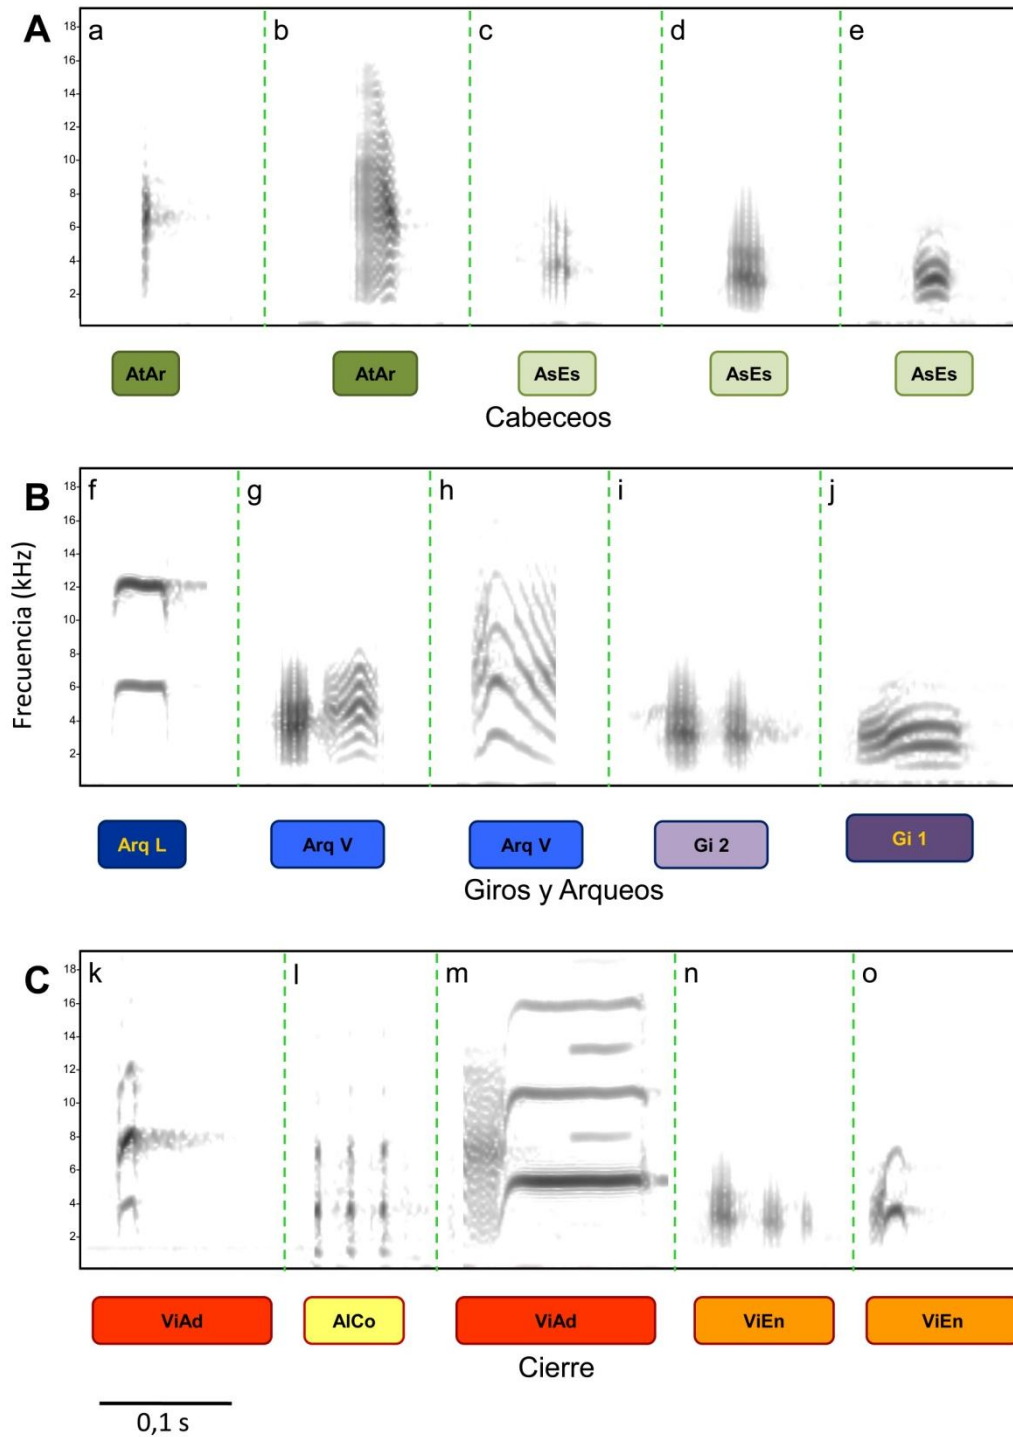 A
a b c d e
18
16
14
12
10
8
6
4
2
AtAr AtAr AsEs AsEs AsEs
Cabeceos
B
f g h i j
18
16
14
12
10
8
6
4
2
Frecuencia (kHz)
Arq L Arq V Arq V Gi 2 Gi 1
Giros y Arqueos
C
k l m n o
18
16
14
12
10
8
6
4
2
ViAd AlCo ViAd ViEn ViEn
Cierre
0,1 s